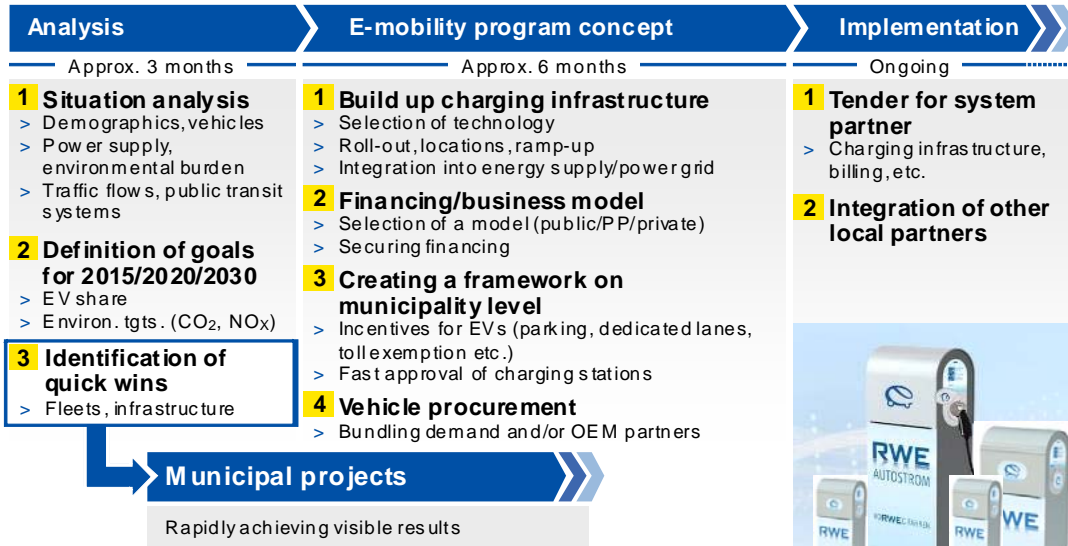 Analysis
E-mobility program concept
Implementation
Approx. 3 months
Approx. 6 months
Ongoing
1 Situation analysis
> Demographics, vehicles
> Power supply,
environmental burden
> Traffic flows, public transit
systems
2 Definition of goals
for 2015/2020/2030
> EV share
> Environ. tgts. (CO₂, NOX)
3 Identification of
quick wins
> Fleets, infrastructure
1 Build up charging infrastructure
> Selection of technology
> Roll-out, locations, ramp-up
> Integration into energy supply/power grid
2 Financing/business model
> Selection of a model (public/PP/private)
> Securing financing
3 Creating a framework on
municipality level
> Incentives for EVs (parking, dedicated lanes,
toll exemption etc.)
> Fast approval of charging stations
4 Vehicle procurement
> Bundling demand and/or OEM partners
1 Tender for system
partner
> Charging infrastructure,
billing, etc.
2 Integration of other
local partners
Municipal projects
Rapidly achieving visible results
RWE
AUTOSTROM
RWE
RWE
WE